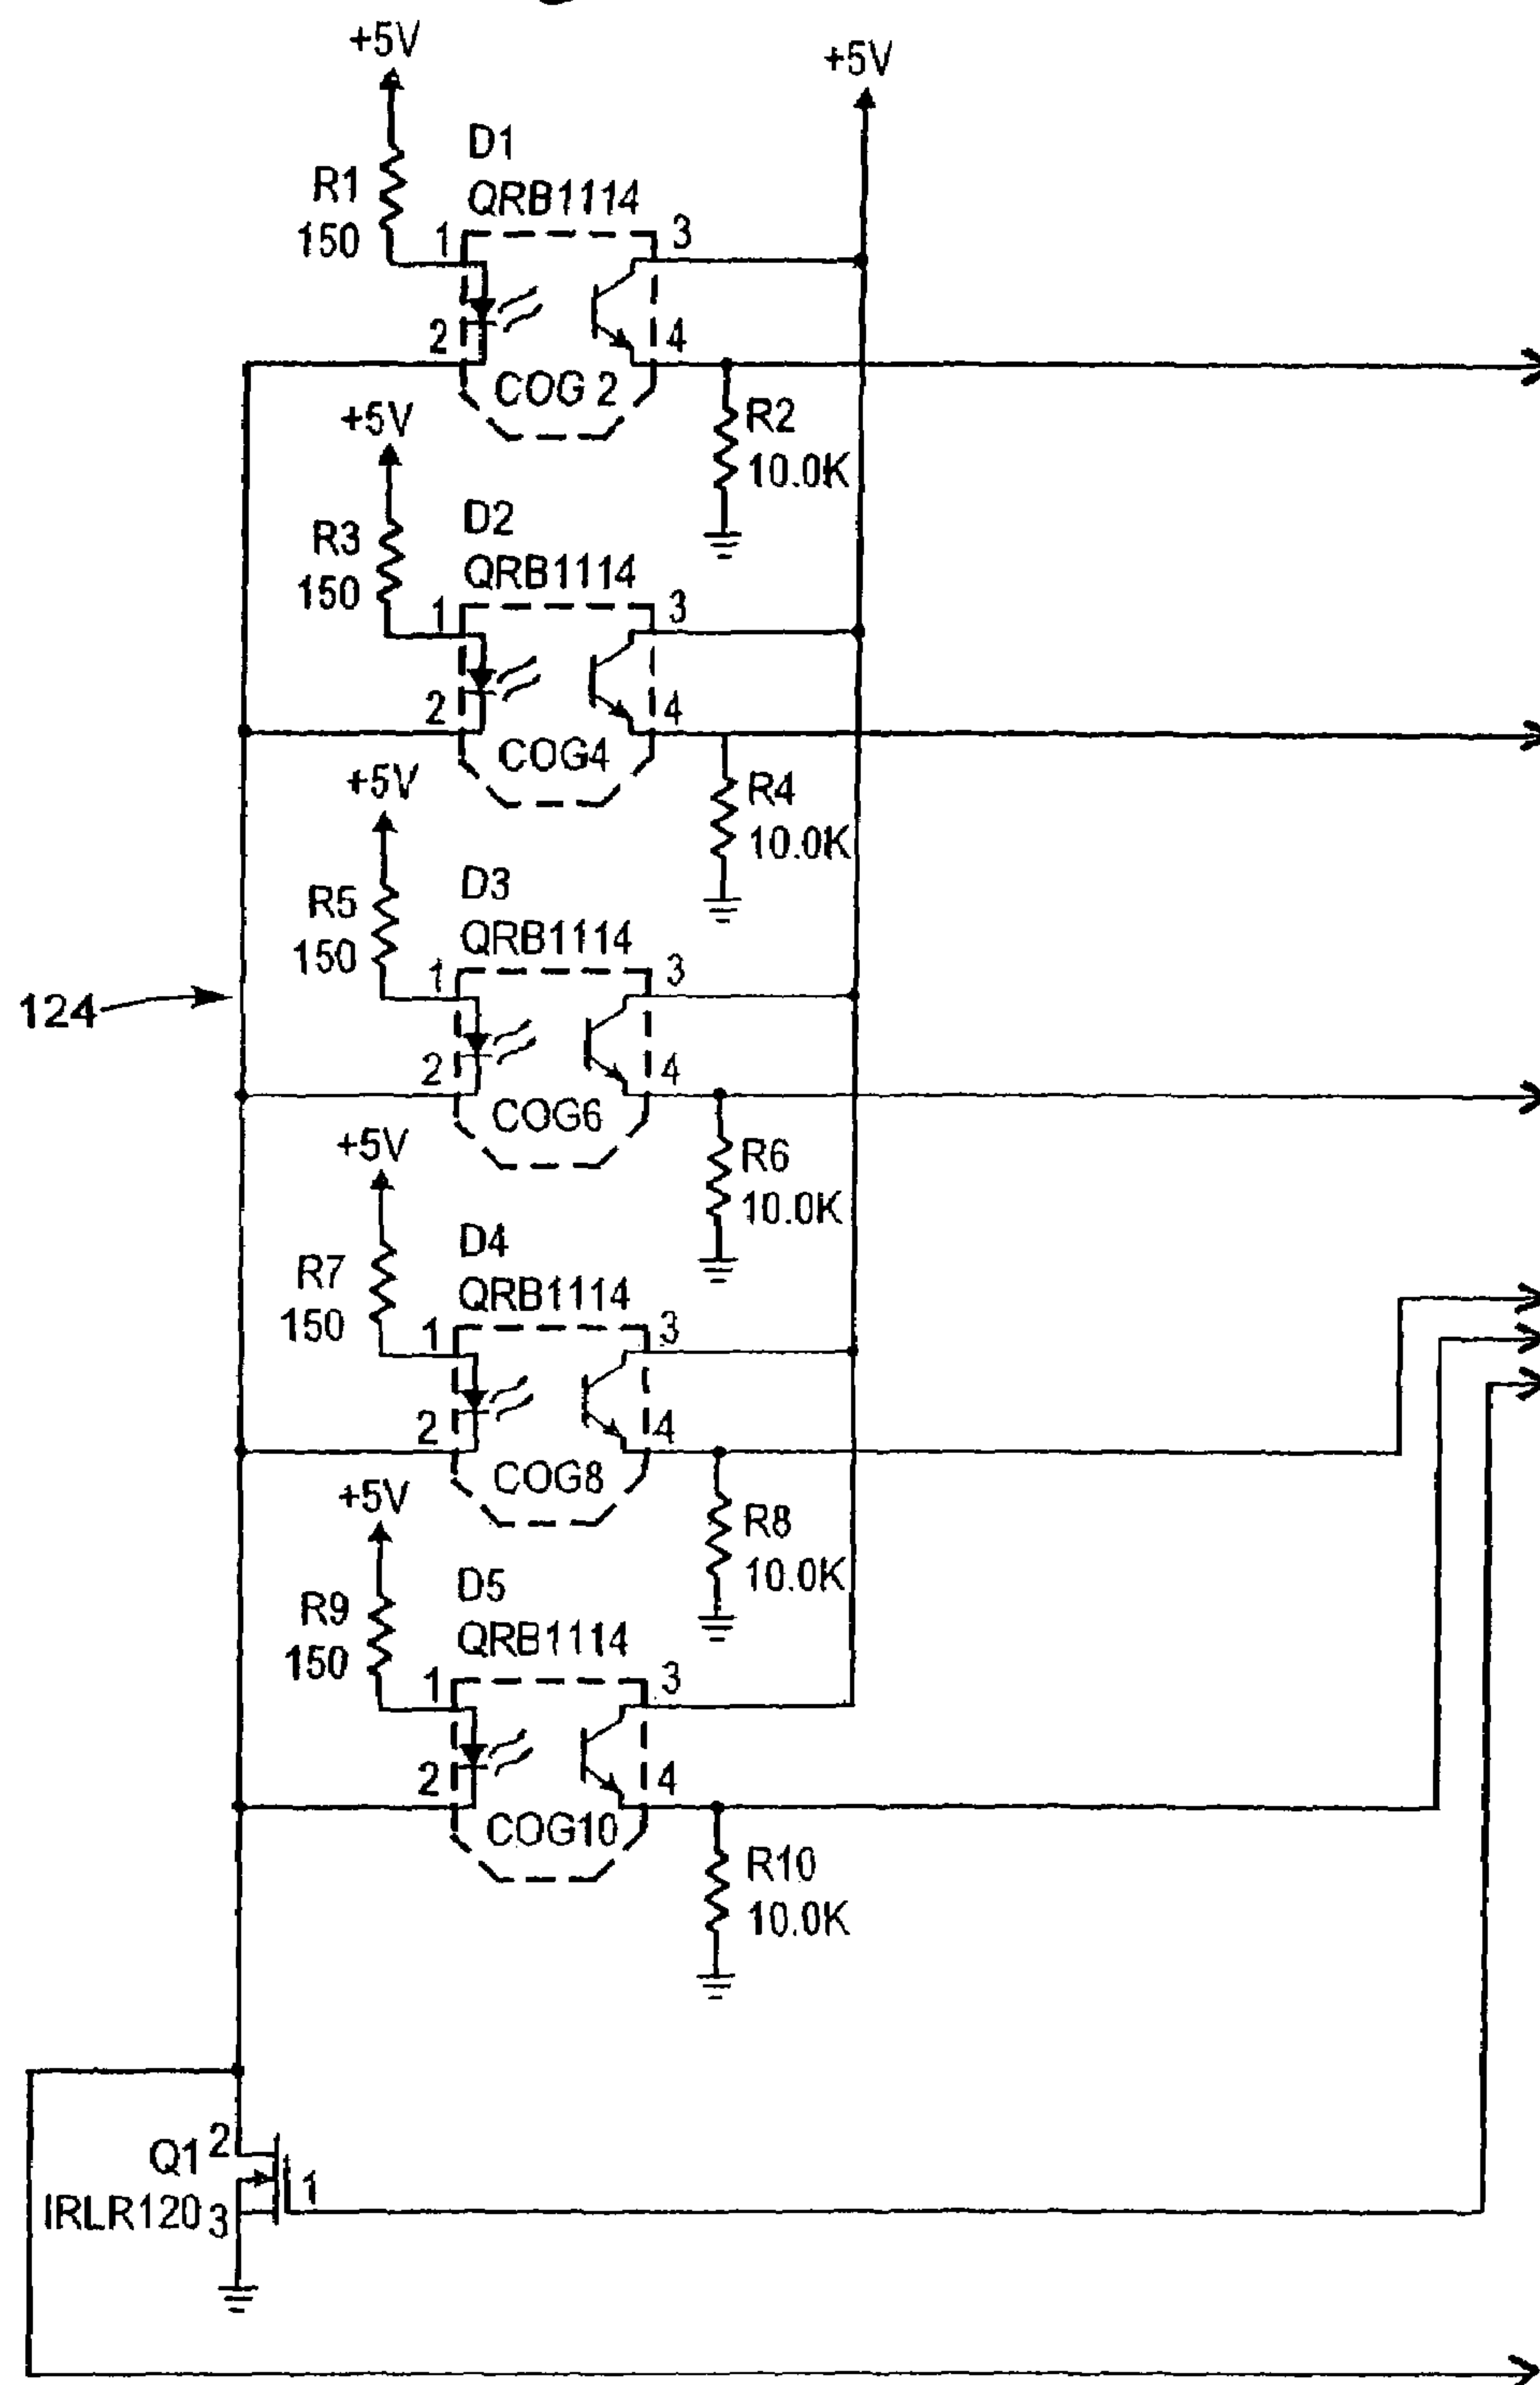 +5V
+5V
D1
QRB1114
R1
150
1
3
2
4
COG 2
R2
10.0K
+5V
D2
QRB1114
R3
150
1
3
2
4
COG4
R4
10.0K
+5V
D3
QRB1114
R5
150
1
3
124
2
4
COG6
R6
10.0K
+5V
D4
QRB1114
R7
150
1
3
2
4
COG8
R8
10.0K
+5V
D5
QRB1114
R9
150
1
3
2
4
COG10
R10
10.0K
Q1
2
1
IRLR120
3